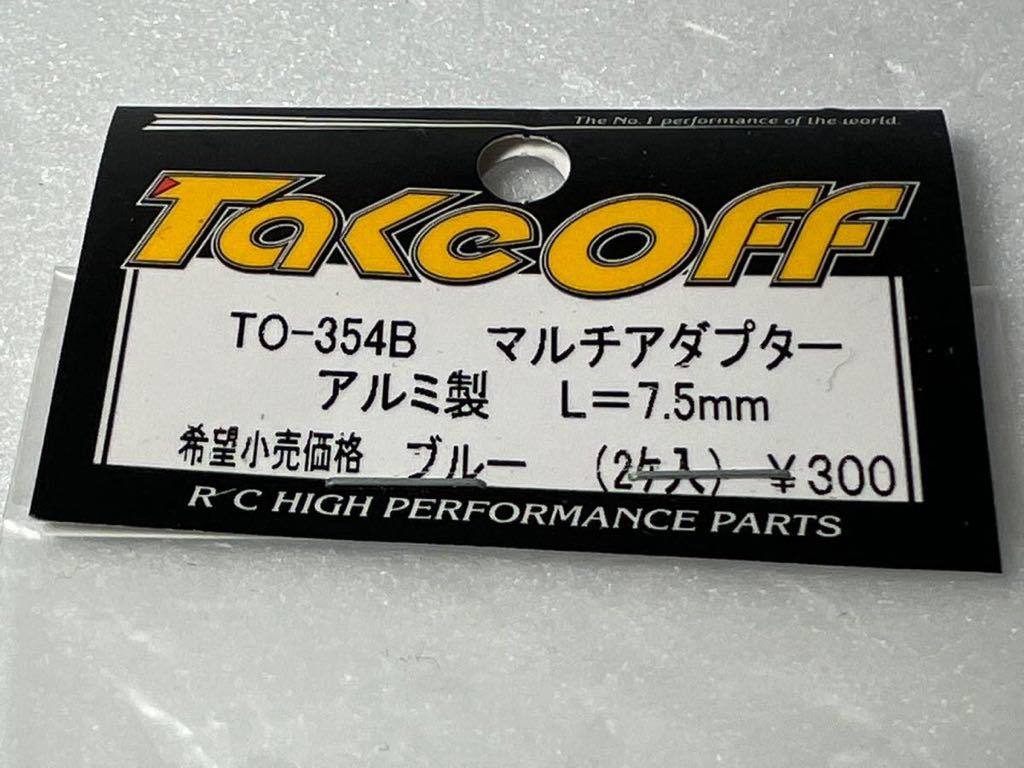 The No.1 performance of the world.
TakeOFF
TO-354B マルチアダプター
アルミ製 L=7.5mm
希望小売価格 ブルー (2ケ入) ¥300
R/C HIGH PERFORMANCE PARTS